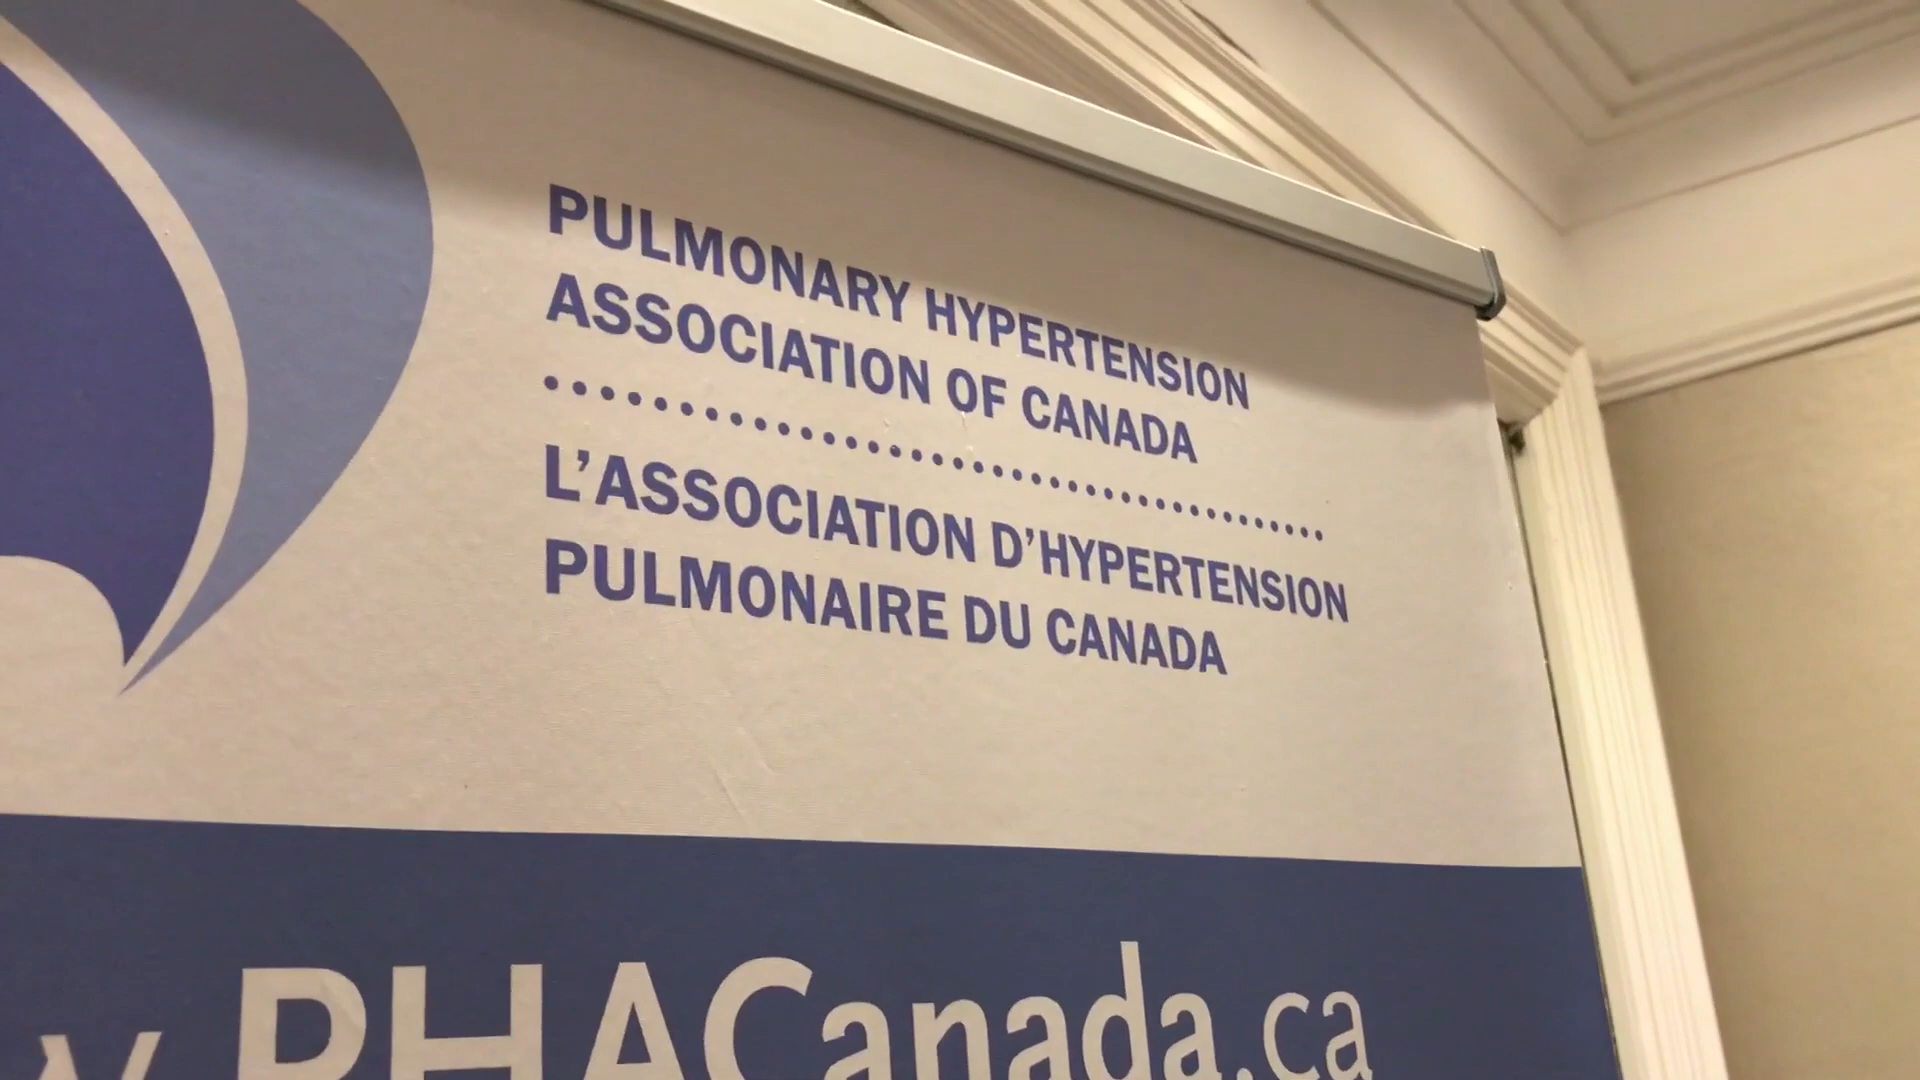 PULMONARY HYPERTENSION
ASSOCIATION OF CANADA
L'ASSOCIATION D'HYPERTENSION
PULMONAIRE DU CANADA
PHACanada.ca